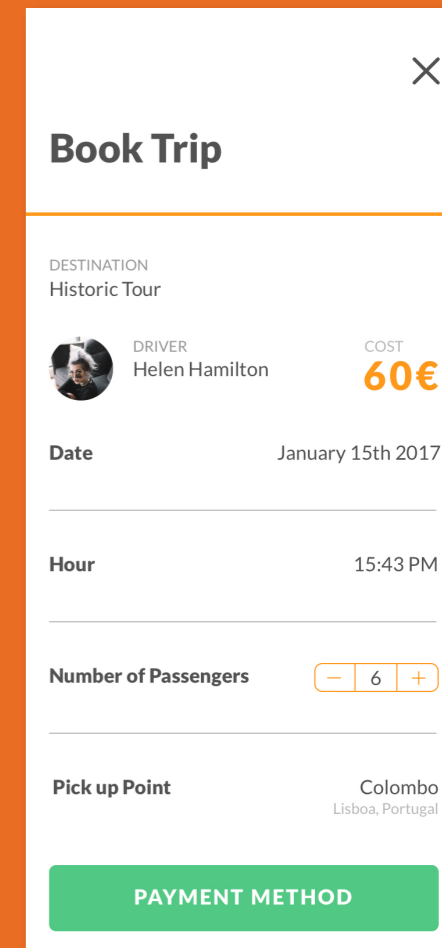 Book Trip
DESTINATION
Historic Tour
DRIVER
Helen Hamilton
COST
60€
Date
January 15th 2017
Hour
15:43 PM
Number of Passengers
− 6 +
Pick up Point
Colombo
Lisboa, Portugal
PAYMENT METHOD